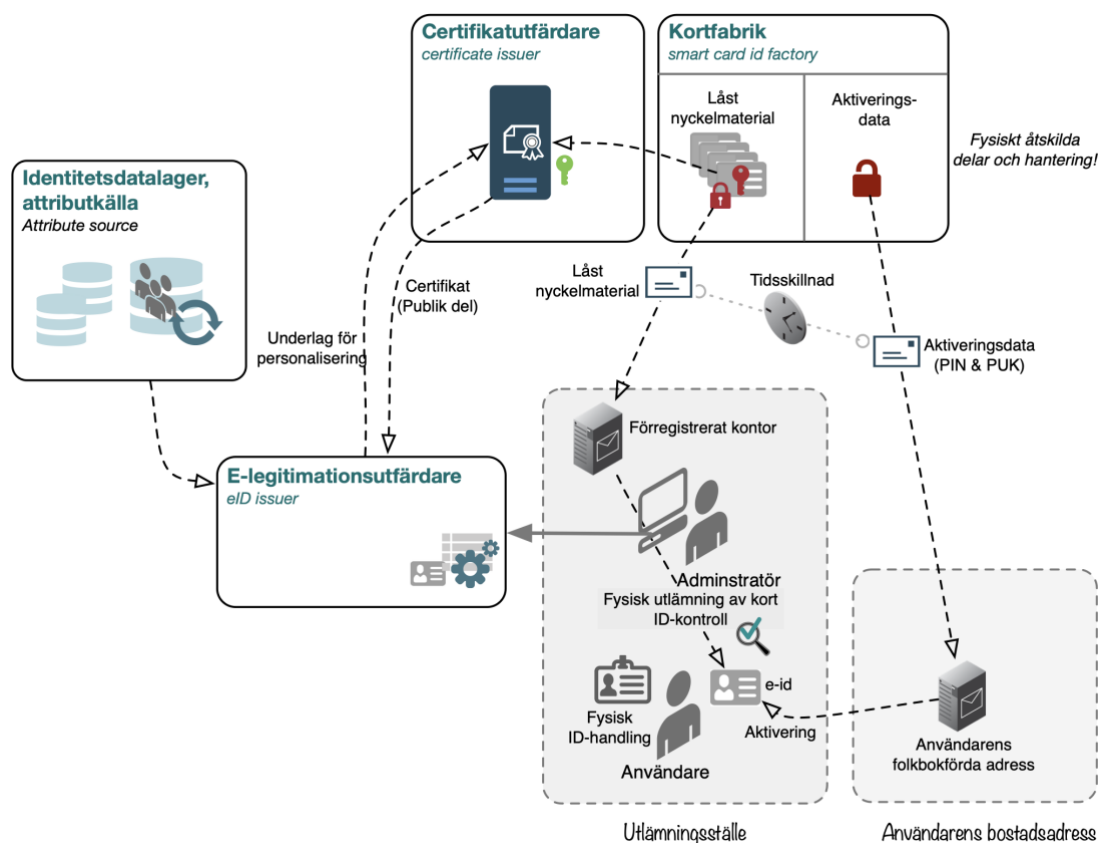 Certifikatutfärdare
certificate issuer
Kortfabrik
smart card id factory
Låst
nyckelmaterial
Aktiverings-
data
Fysiskt åtskilda
delar och hantering!
Identitetsdatalager,
attributkälla
Attribute source
Certifikat
(Publik del)
Underlag för
personalisering
Låst
nyckelmaterial
Tidsskillnad
Aktiveringsdata
(PIN & PUK)
Förregistrerat kontor
E-legitimationsutfärdare
eID issuer
Adminstratör
Fysisk utlämning av kort
ID-kontroll
e-id
Fysisk
ID-handling
Användare
Aktivering
Användarens
folkbokförda adress
Utlämningsställe
Användarens bostadsadress